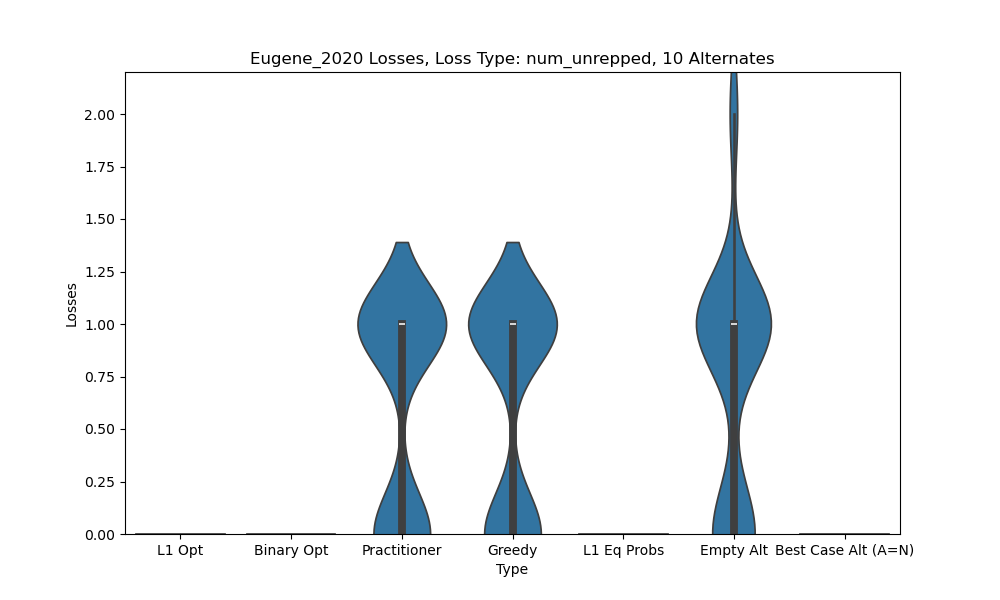 Eugene_2020 Losses, Loss Type: num_unrepped, 10 Alternates
2.00
1.75
1.50
1.25
1.00
0.75
0.50
0.25
0.00
Losses
L1 Opt
Binary Opt
Practitioner
Greedy
L1 Eq Probs
Empty Alt
Best Case Alt (A=N)
Type